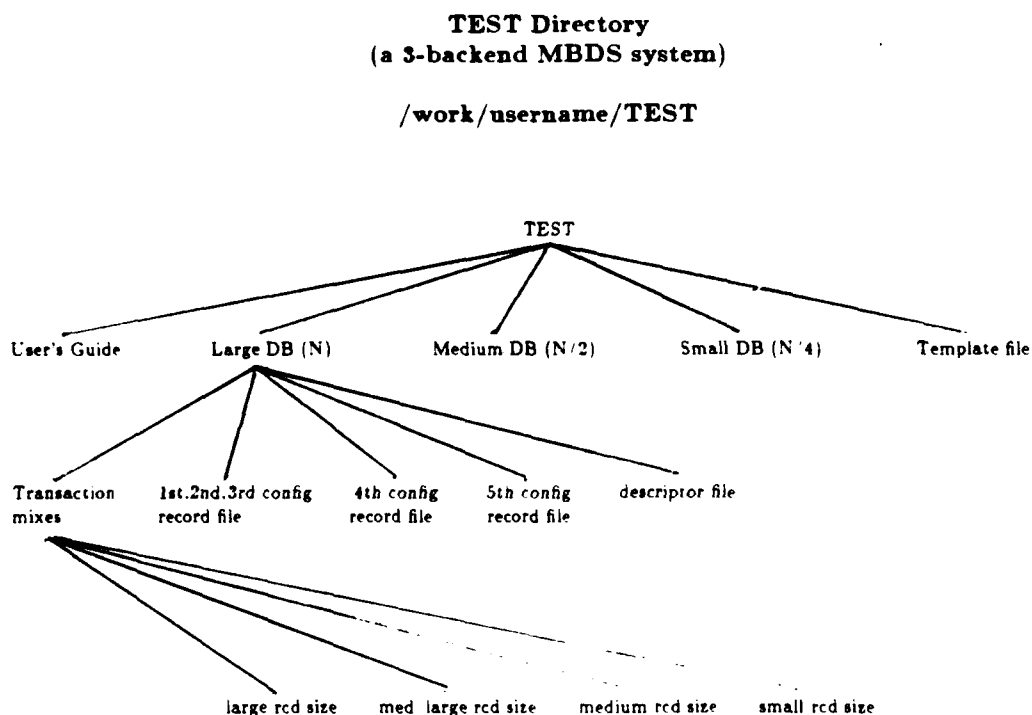 TEST Directory
(a 3-backend MBDS system)
/work/username/TEST
TEST
User's Guide
Large DB (N)
Medium DB (N/2)
Small DB (N/4)
Template file
Transaction
mixes
1st.2nd.3rd config
record file
4th config
record file
5th config
record file
descriptor file
large rcd size
med large rcd size
medium rcd size
small rcd size